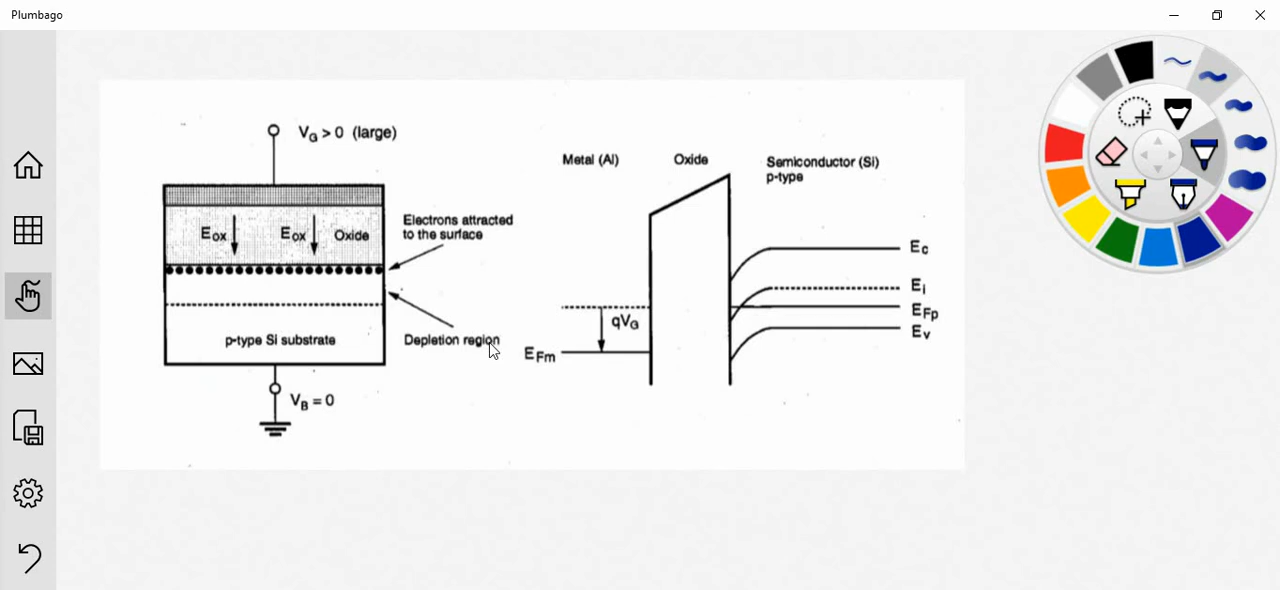 Plumbago
V_G > 0 (large)
Electrons attracted
to the surface
E_OX
E_OX
Oxide
p-type Si substrate
Depletion region
V_B = 0
Metal (Al)
Oxide
Semiconductor (Si)
p-type
E_C
E_i
E_Fp
E_v
qV_G
E_Fm